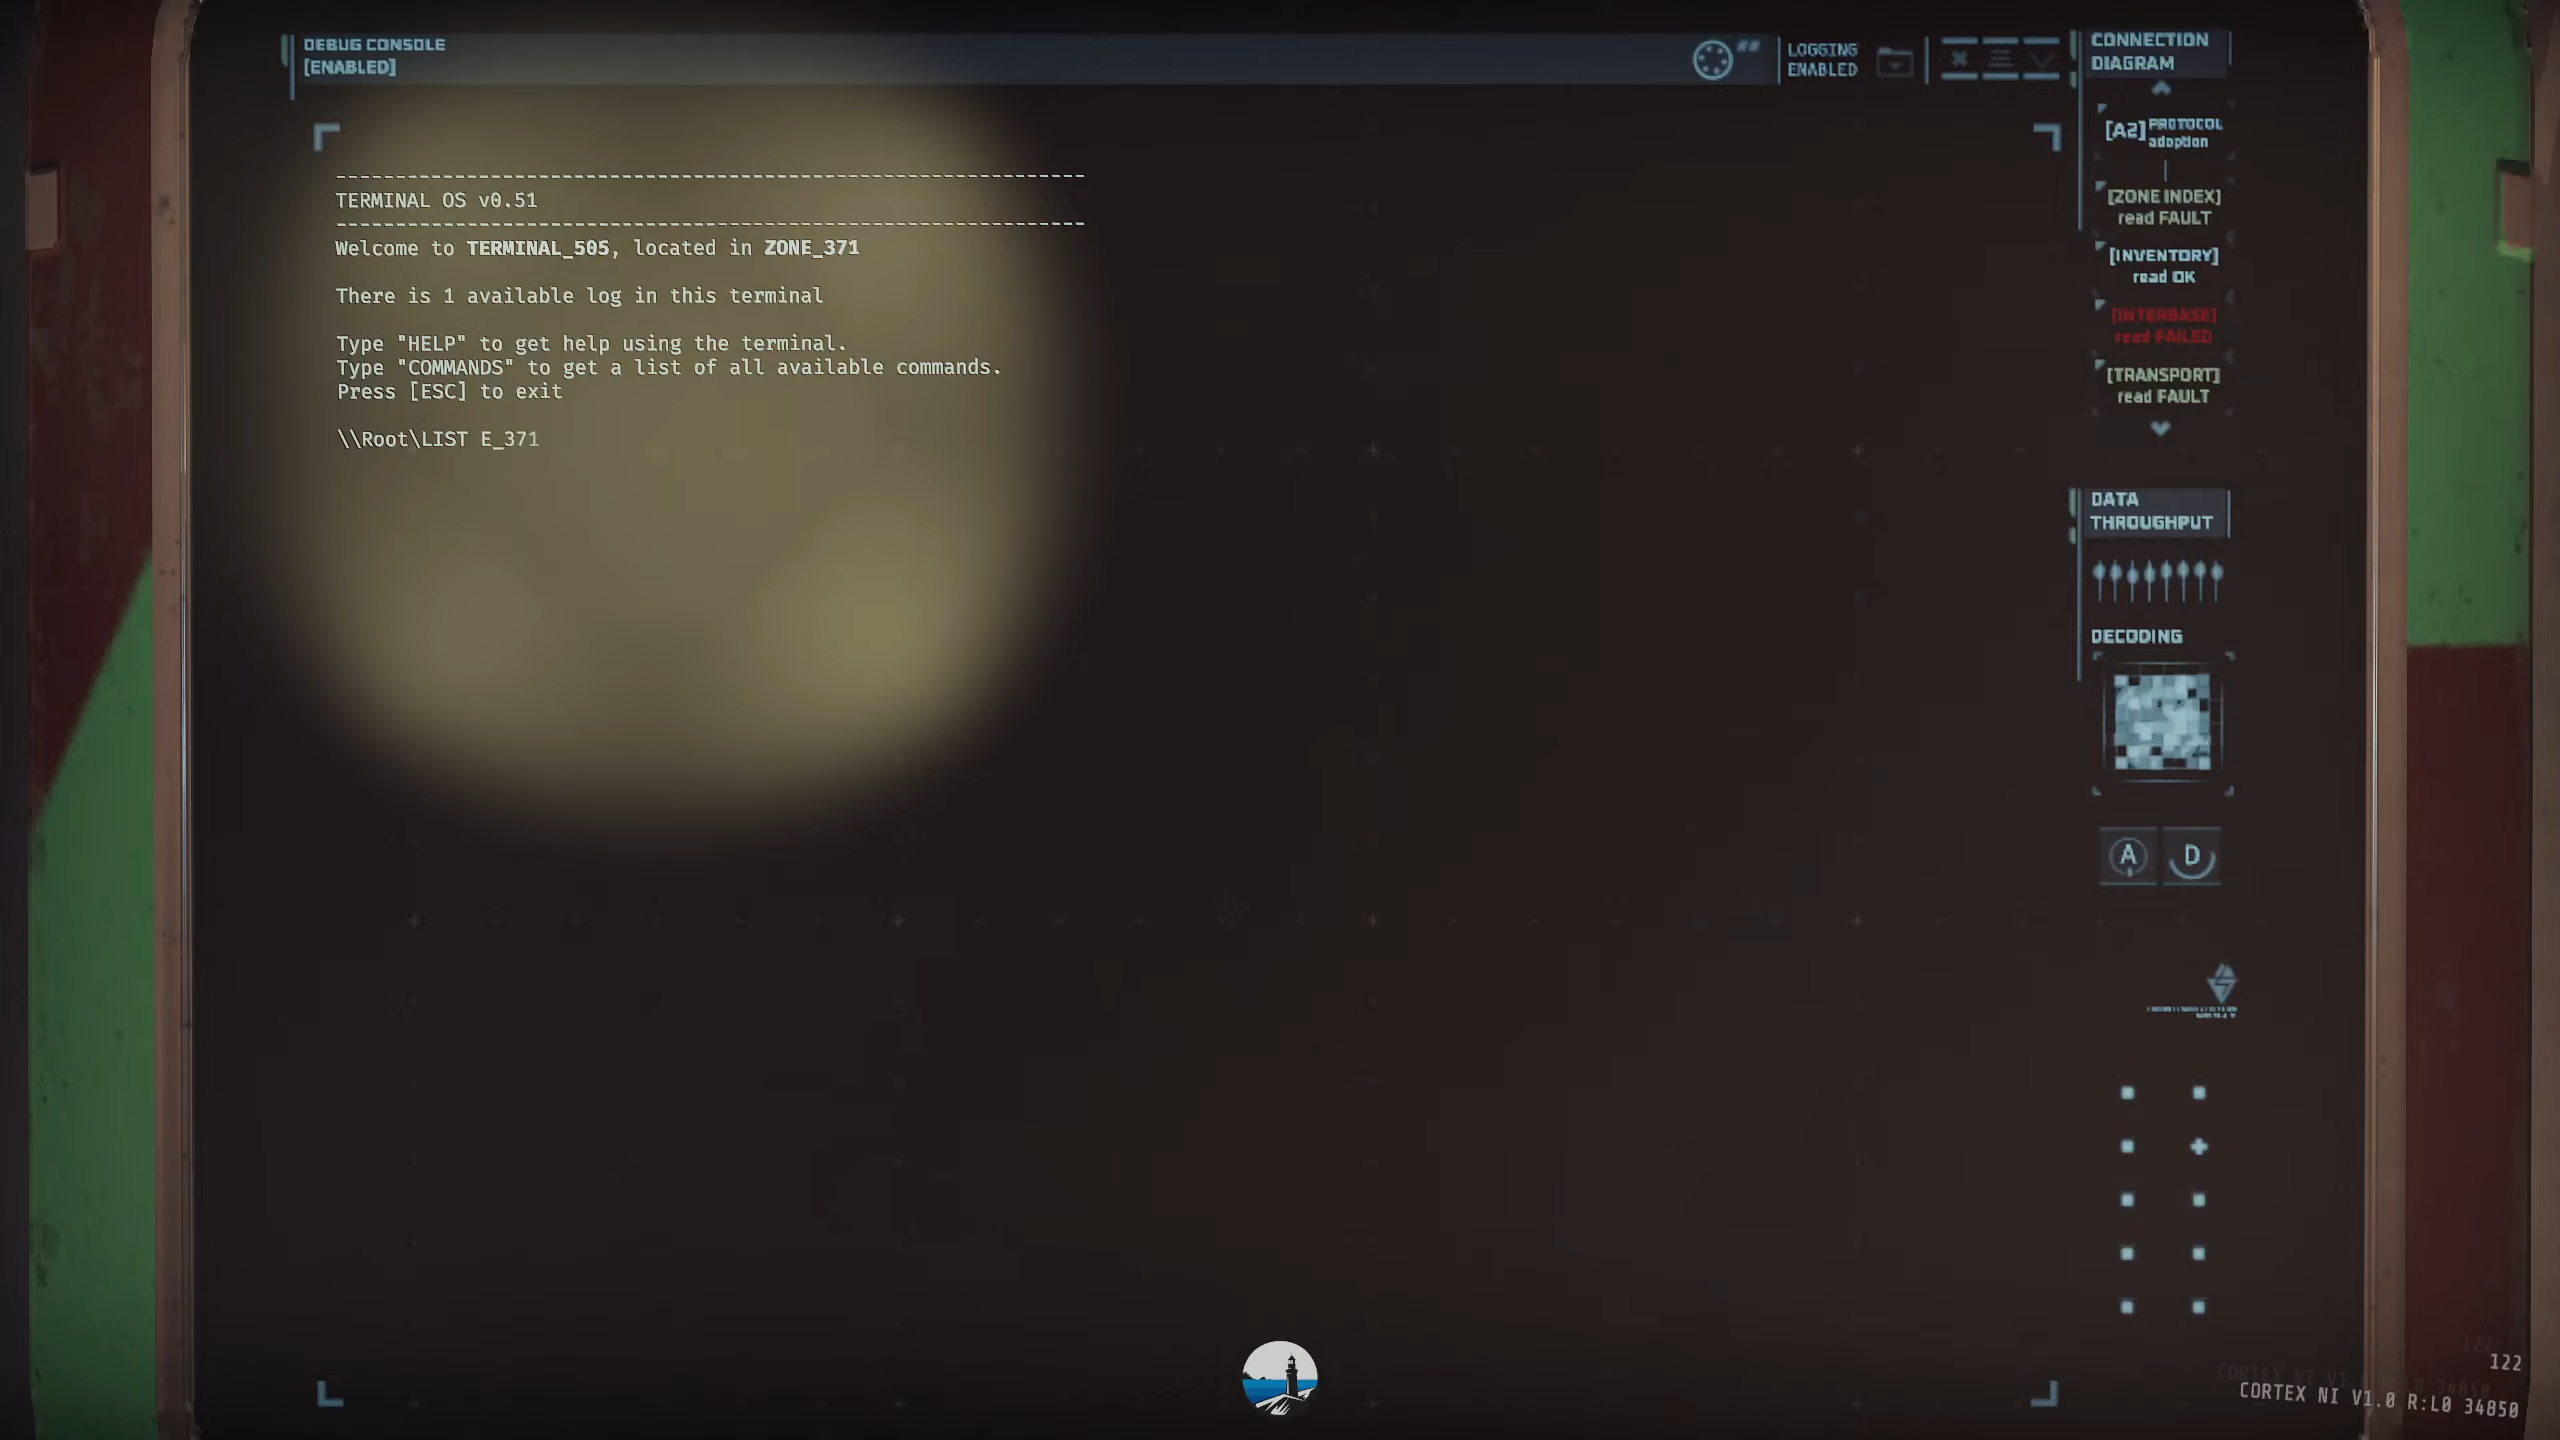 DEBUG CONSOLE
[ENABLED]
LOGGING
ENABLED
CONNECTION
DIAGRAM
[A2] PROTOCOL
adoption
[ZONE INDEX]
read FAULT
[INVENTORY]
read OK
[INTERBASE]
read FAILED
[TRANSPORT]
read FAULT
------------------------------------------------------------
TERMINAL OS v0.51
------------------------------------------------------------
Welcome to TERMINAL_505, located in ZONE_371
There is 1 available log in this terminal
Type "HELP" to get help using the terminal.
Type "COMMANDS" to get a list of all available commands.
Press [ESC] to exit
\\Root\LIST E_371
DATA
THROUGHPUT
DECODING
A D
122
CORTEX NI V1.0 R:L0 34850